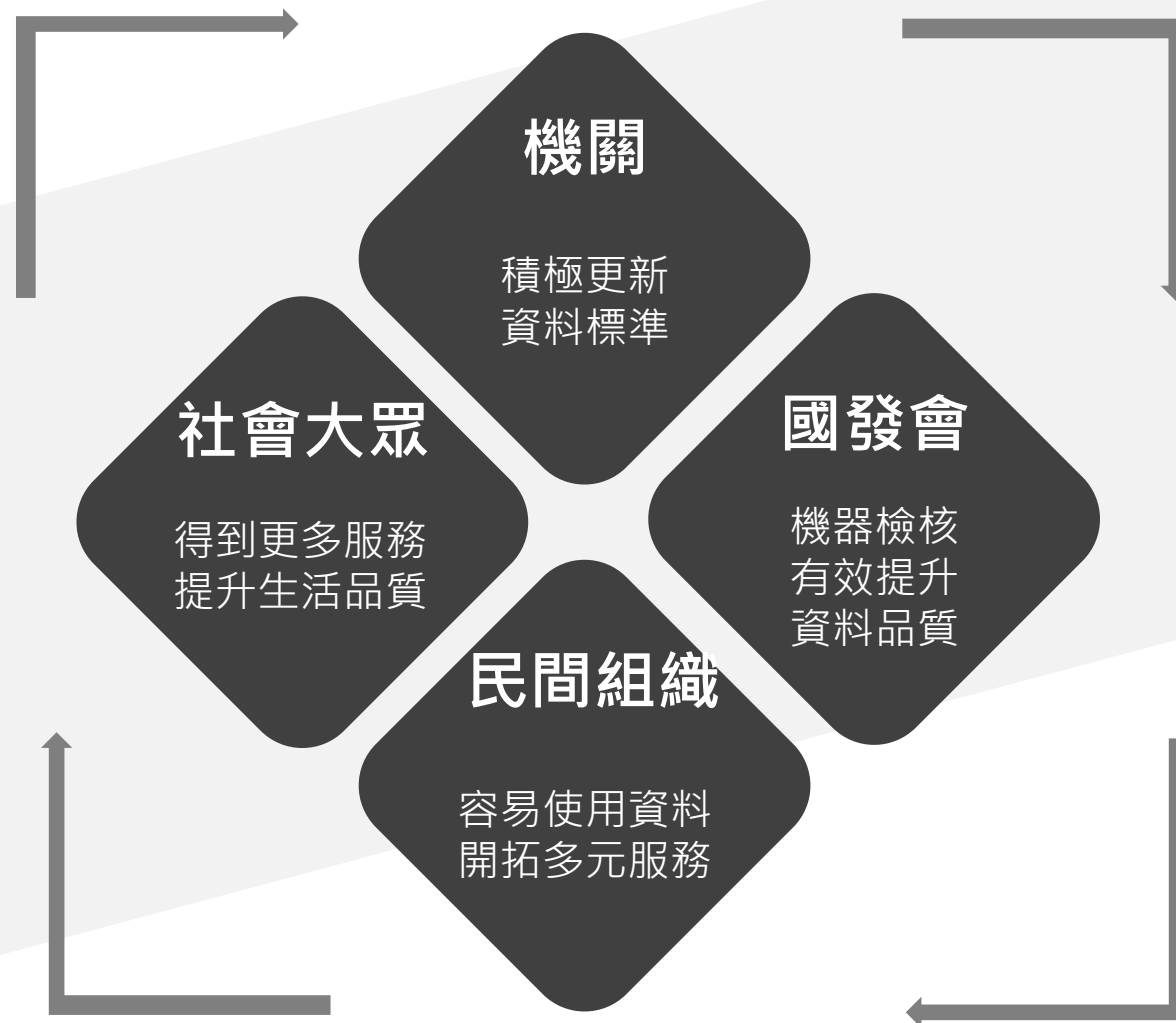 機關
積極更新
資料標準
社會大眾
得到更多服務
提升生活品質
國發會
機器檢核
有效提升
資料品質
民間組織
容易使用資料
開拓多元服務